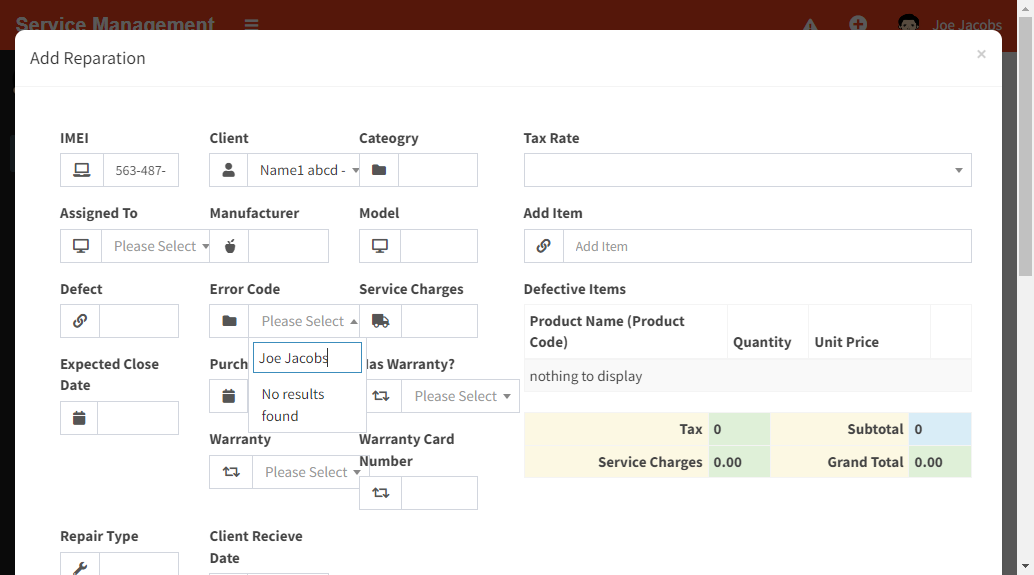 Service Management
Joe Jacobs
Add Reparation
×
IMEI
Client
Cateogry
Tax Rate
563-487-
Name1 abcd -
Assigned To
Manufacturer
Model
Add Item
Please Select
Add Item
Defect
Error Code
Service Charges
Defective Items
Please Select
Product Name (Product
Code)
Quantity
Unit Price
Joe Jacobs
nothing to display
No results
found
Expected Close
Date
Purch
Has Warranty?
Please Select
Tax
0
Subtotal
0
Service Charges
0.00
Grand Total
0.00
Warranty
Warranty Card
Number
Please Select
Repair Type
Client Recieve
Date